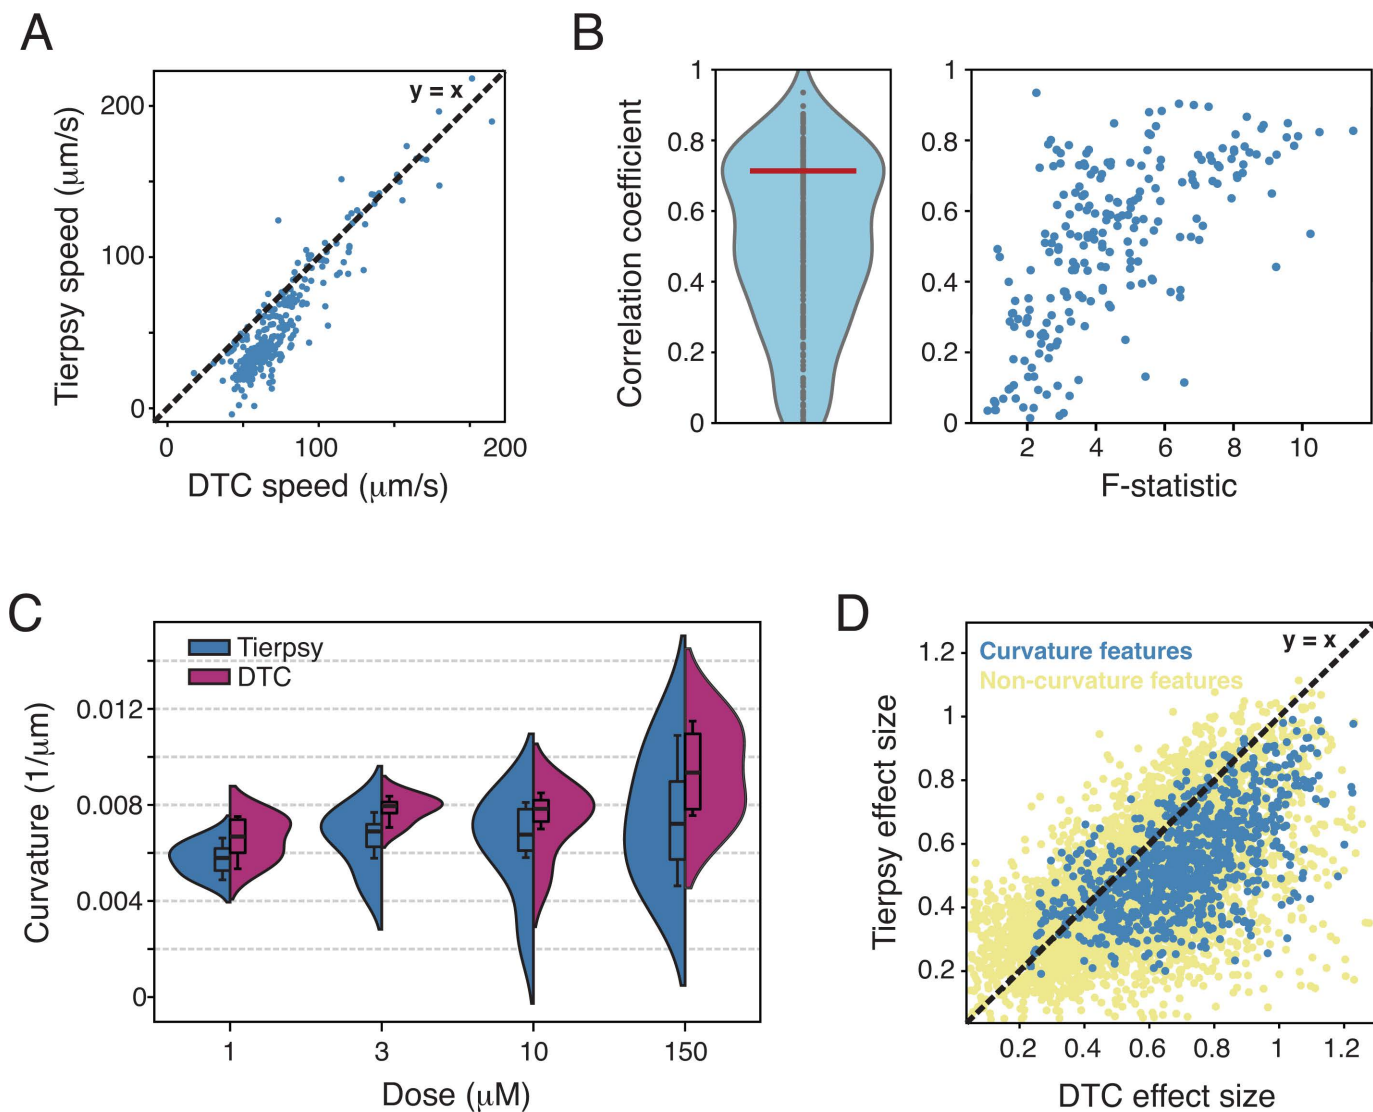 A
y = x
200
100
0
Tierpsy speed (μm/s)
0 100 200
DTC speed (μm/s)
B
1
0.8
0.6
0.4
0.2
0
Correlation coefficient
1
0.8
0.6
0.4
0.2
0
2 4 6 8 10
F-statistic
C
Tierpsy
DTC
0.012
0.008
0.004
0
Curvature (1/μm)
1 3 10 150
Dose (μM)
D
y = x
Curvature features
Non-curvature features
1.2
1
0.8
0.6
0.4
0.2
Tierpsy effect size
0.2 0.4 0.6 0.8 1 1.2
DTC effect size